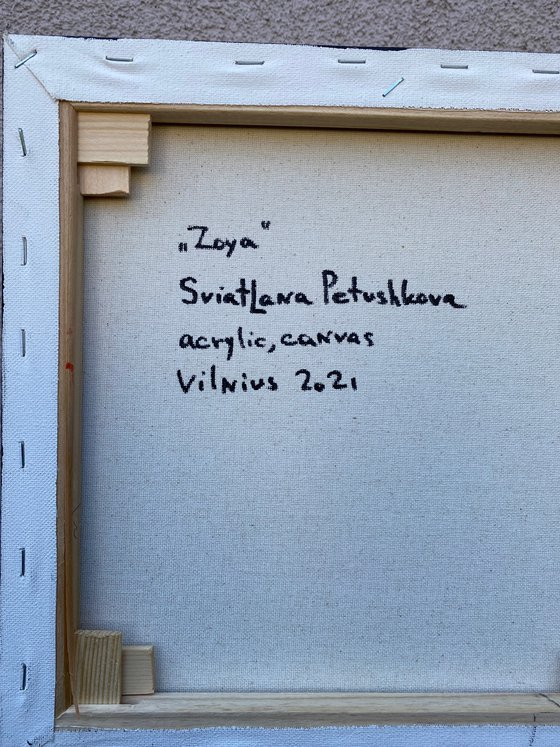 „Zoya“
Sviatlana Petushkova
acrylic, canvas
Vilnius 2021